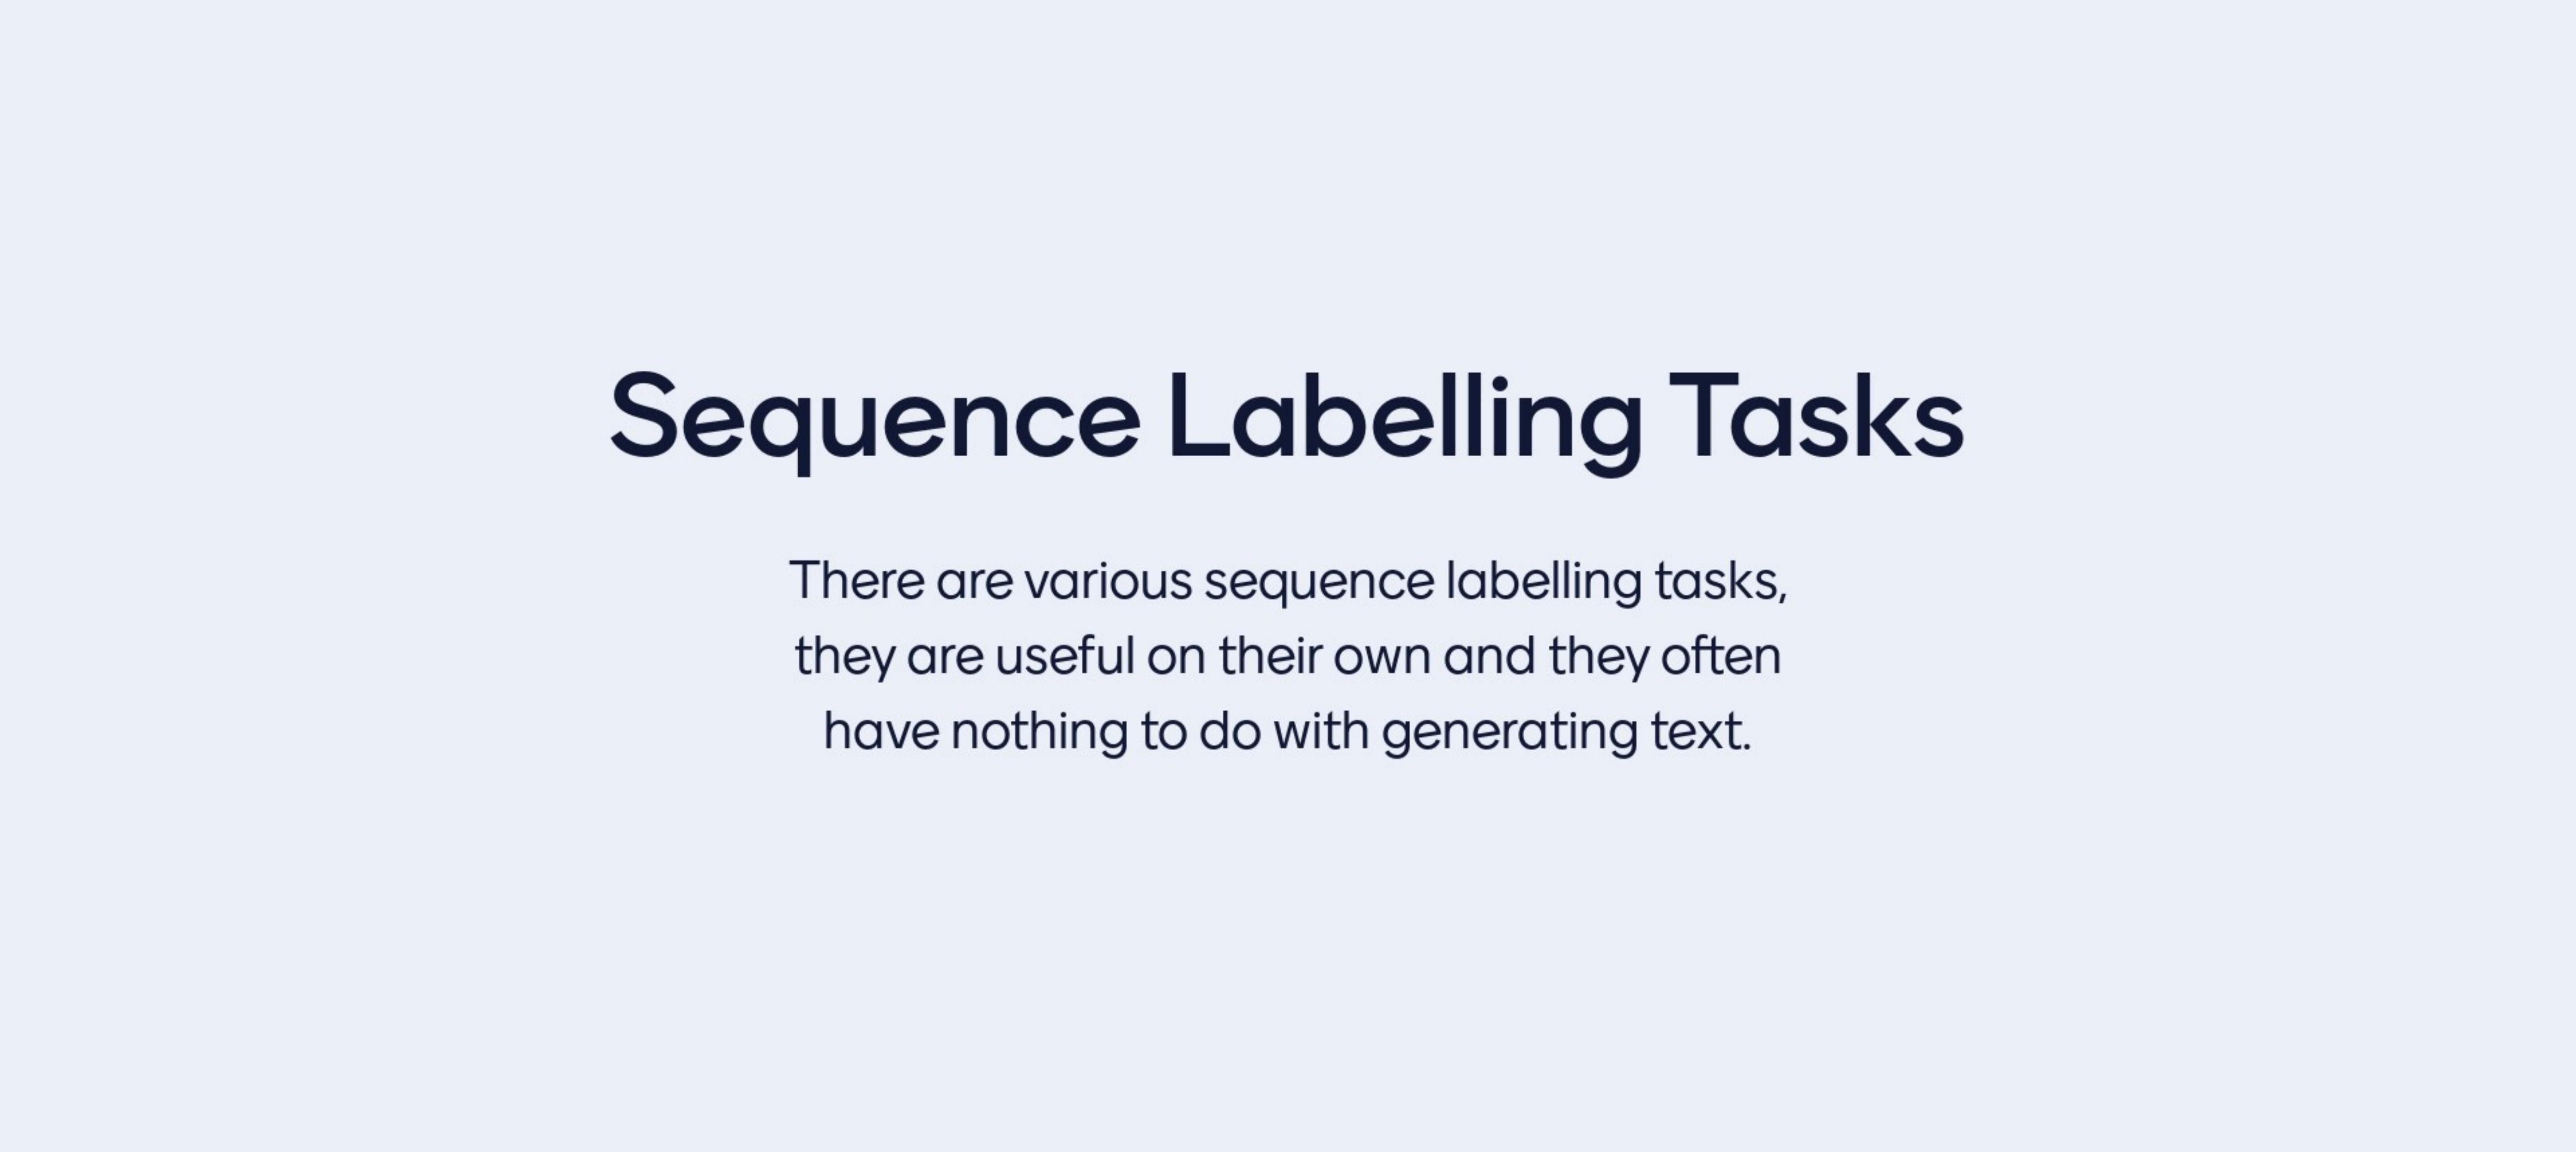 Sequence Labelling Tasks
There are various sequence labelling tasks,
they are useful on their own and they often
have nothing to do with generating text.